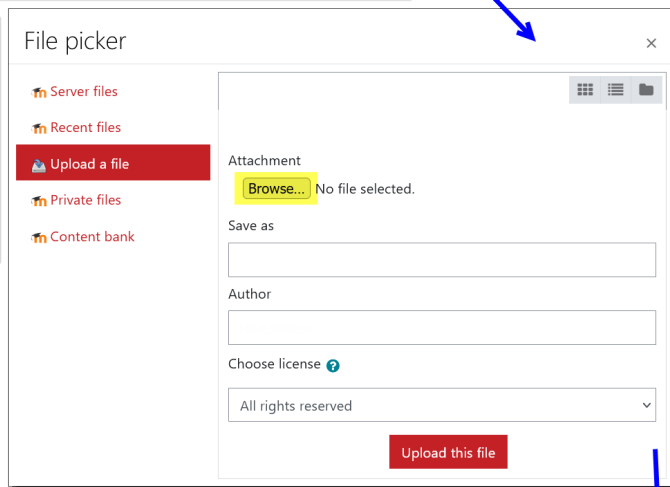 File picker
×
Server files
Recent files
Upload a file
Private files
Content bank
Attachment
Browse... No file selected.
Save as
Author
Choose license ?
All rights reserved
Upload this file